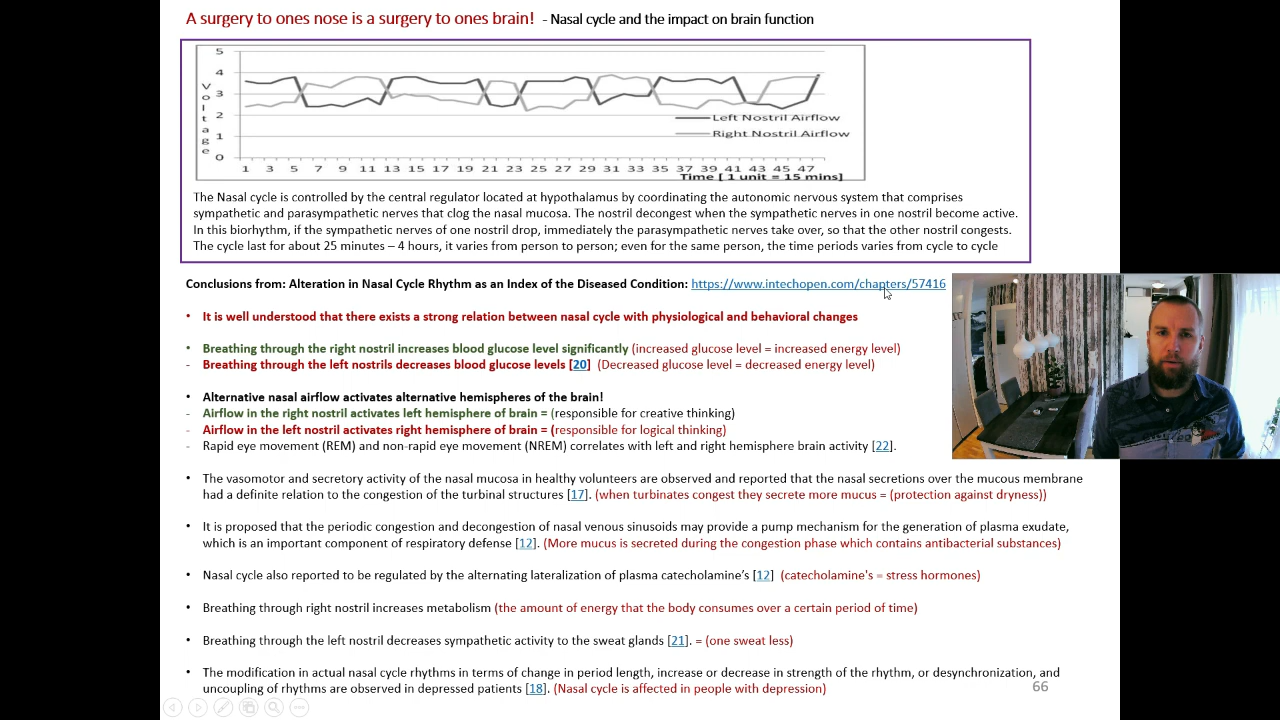 A surgery to ones nose is a surgery to ones brain! - Nasal cycle and the impact on brain function
5
4
3
2
1
0
Voltage
Left Nostril Airflow
Right Nostril Airflow
1 3 5 7 9 11 13 15 17 19 21 23 25 27 29 31 33 35 37 39 41 43 45 47
Time [ 1 unit = 15 mins]
The Nasal cycle is controlled by the central regulator located at hypothalamus by coordinating the autonomic nervous system that comprises
sympathetic and parasympathetic nerves that clog the nasal mucosa. The nostril decongest when the sympathetic nerves in one nostril become active.
In this biorhythm, if the sympathetic nerves of one nostril drop, immediately the parasympathetic nerves take over, so that the other nostril congests.
The cycle last for about 25 minutes – 4 hours, it varies from person to person; even for the same person, the time periods varies from cycle to cycle
Conclusions from: Alteration in Nasal Cycle Rhythm as an Index of the Diseased Condition: https://www.intechopen.com/chapters/57416
• It is well understood that there exists a strong relation between nasal cycle with physiological and behavioral changes
• Breathing through the right nostril increases blood glucose level significantly (increased glucose level = increased energy level)
- Breathing through the left nostrils decreases blood glucose levels [20] (Decreased glucose level = decreased energy level)
• Alternative nasal airflow activates alternative hemispheres of the brain!
- Airflow in the right nostril activates left hemisphere of brain = (responsible for creative thinking)
- Airflow in the left nostril activates right hemisphere of brain = (responsible for logical thinking)
- Rapid eye movement (REM) and non-rapid eye movement (NREM) correlates with left and right hemisphere brain activity [22].
• The vasomotor and secretory activity of the nasal mucosa in healthy volunteers are observed and reported that the nasal secretions over the mucous membrane
had a definite relation to the congestion of the turbinal structures [17]. (when turbinates congest they secrete more mucus = (protection against dryness))
• It is proposed that the periodic congestion and decongestion of nasal venous sinusoids may provide a pump mechanism for the generation of plasma exudate,
which is an important component of respiratory defense [12]. (More mucus is secreted during the congestion phase which contains antibacterial substances)
• Nasal cycle also reported to be regulated by the alternating lateralization of plasma catecholamine’s [12] (catecholamine's = stress hormones)
• Breathing through right nostril increases metabolism (the amount of energy that the body consumes over a certain period of time)
• Breathing through the left nostril decreases sympathetic activity to the sweat glands [21]. = (one sweat less)
• The modification in actual nasal cycle rhythms in terms of change in period length, increase or decrease in strength of the rhythm, or desynchronization, and
uncoupling of rhythms are observed in depressed patients [18]. (Nasal cycle is affected in people with depression)
66